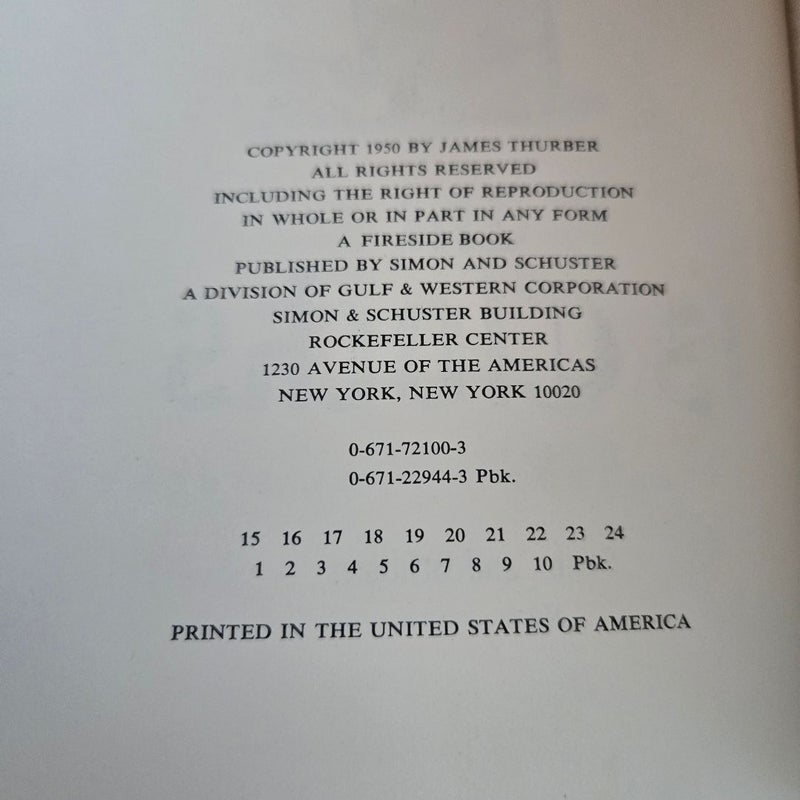 COPYRIGHT 1950 BY JAMES THURBER
ALL RIGHTS RESERVED
INCLUDING THE RIGHT OF REPRODUCTION
IN WHOLE OR IN PART IN ANY FORM
A FIRESIDE BOOK
PUBLISHED BY SIMON AND SCHUSTER
A DIVISION OF GULF & WESTERN CORPORATION
SIMON & SCHUSTER BUILDING
ROCKEFELLER CENTER
1230 AVENUE OF THE AMERICAS
NEW YORK, NEW YORK 10020
0-671-72100-3
0-671-22944-3 Pbk.
15 16 17 18 19 20 21 22 23 24
1 2 3 4 5 6 7 8 9 10 Pbk.
PRINTED IN THE UNITED STATES OF AMERICA